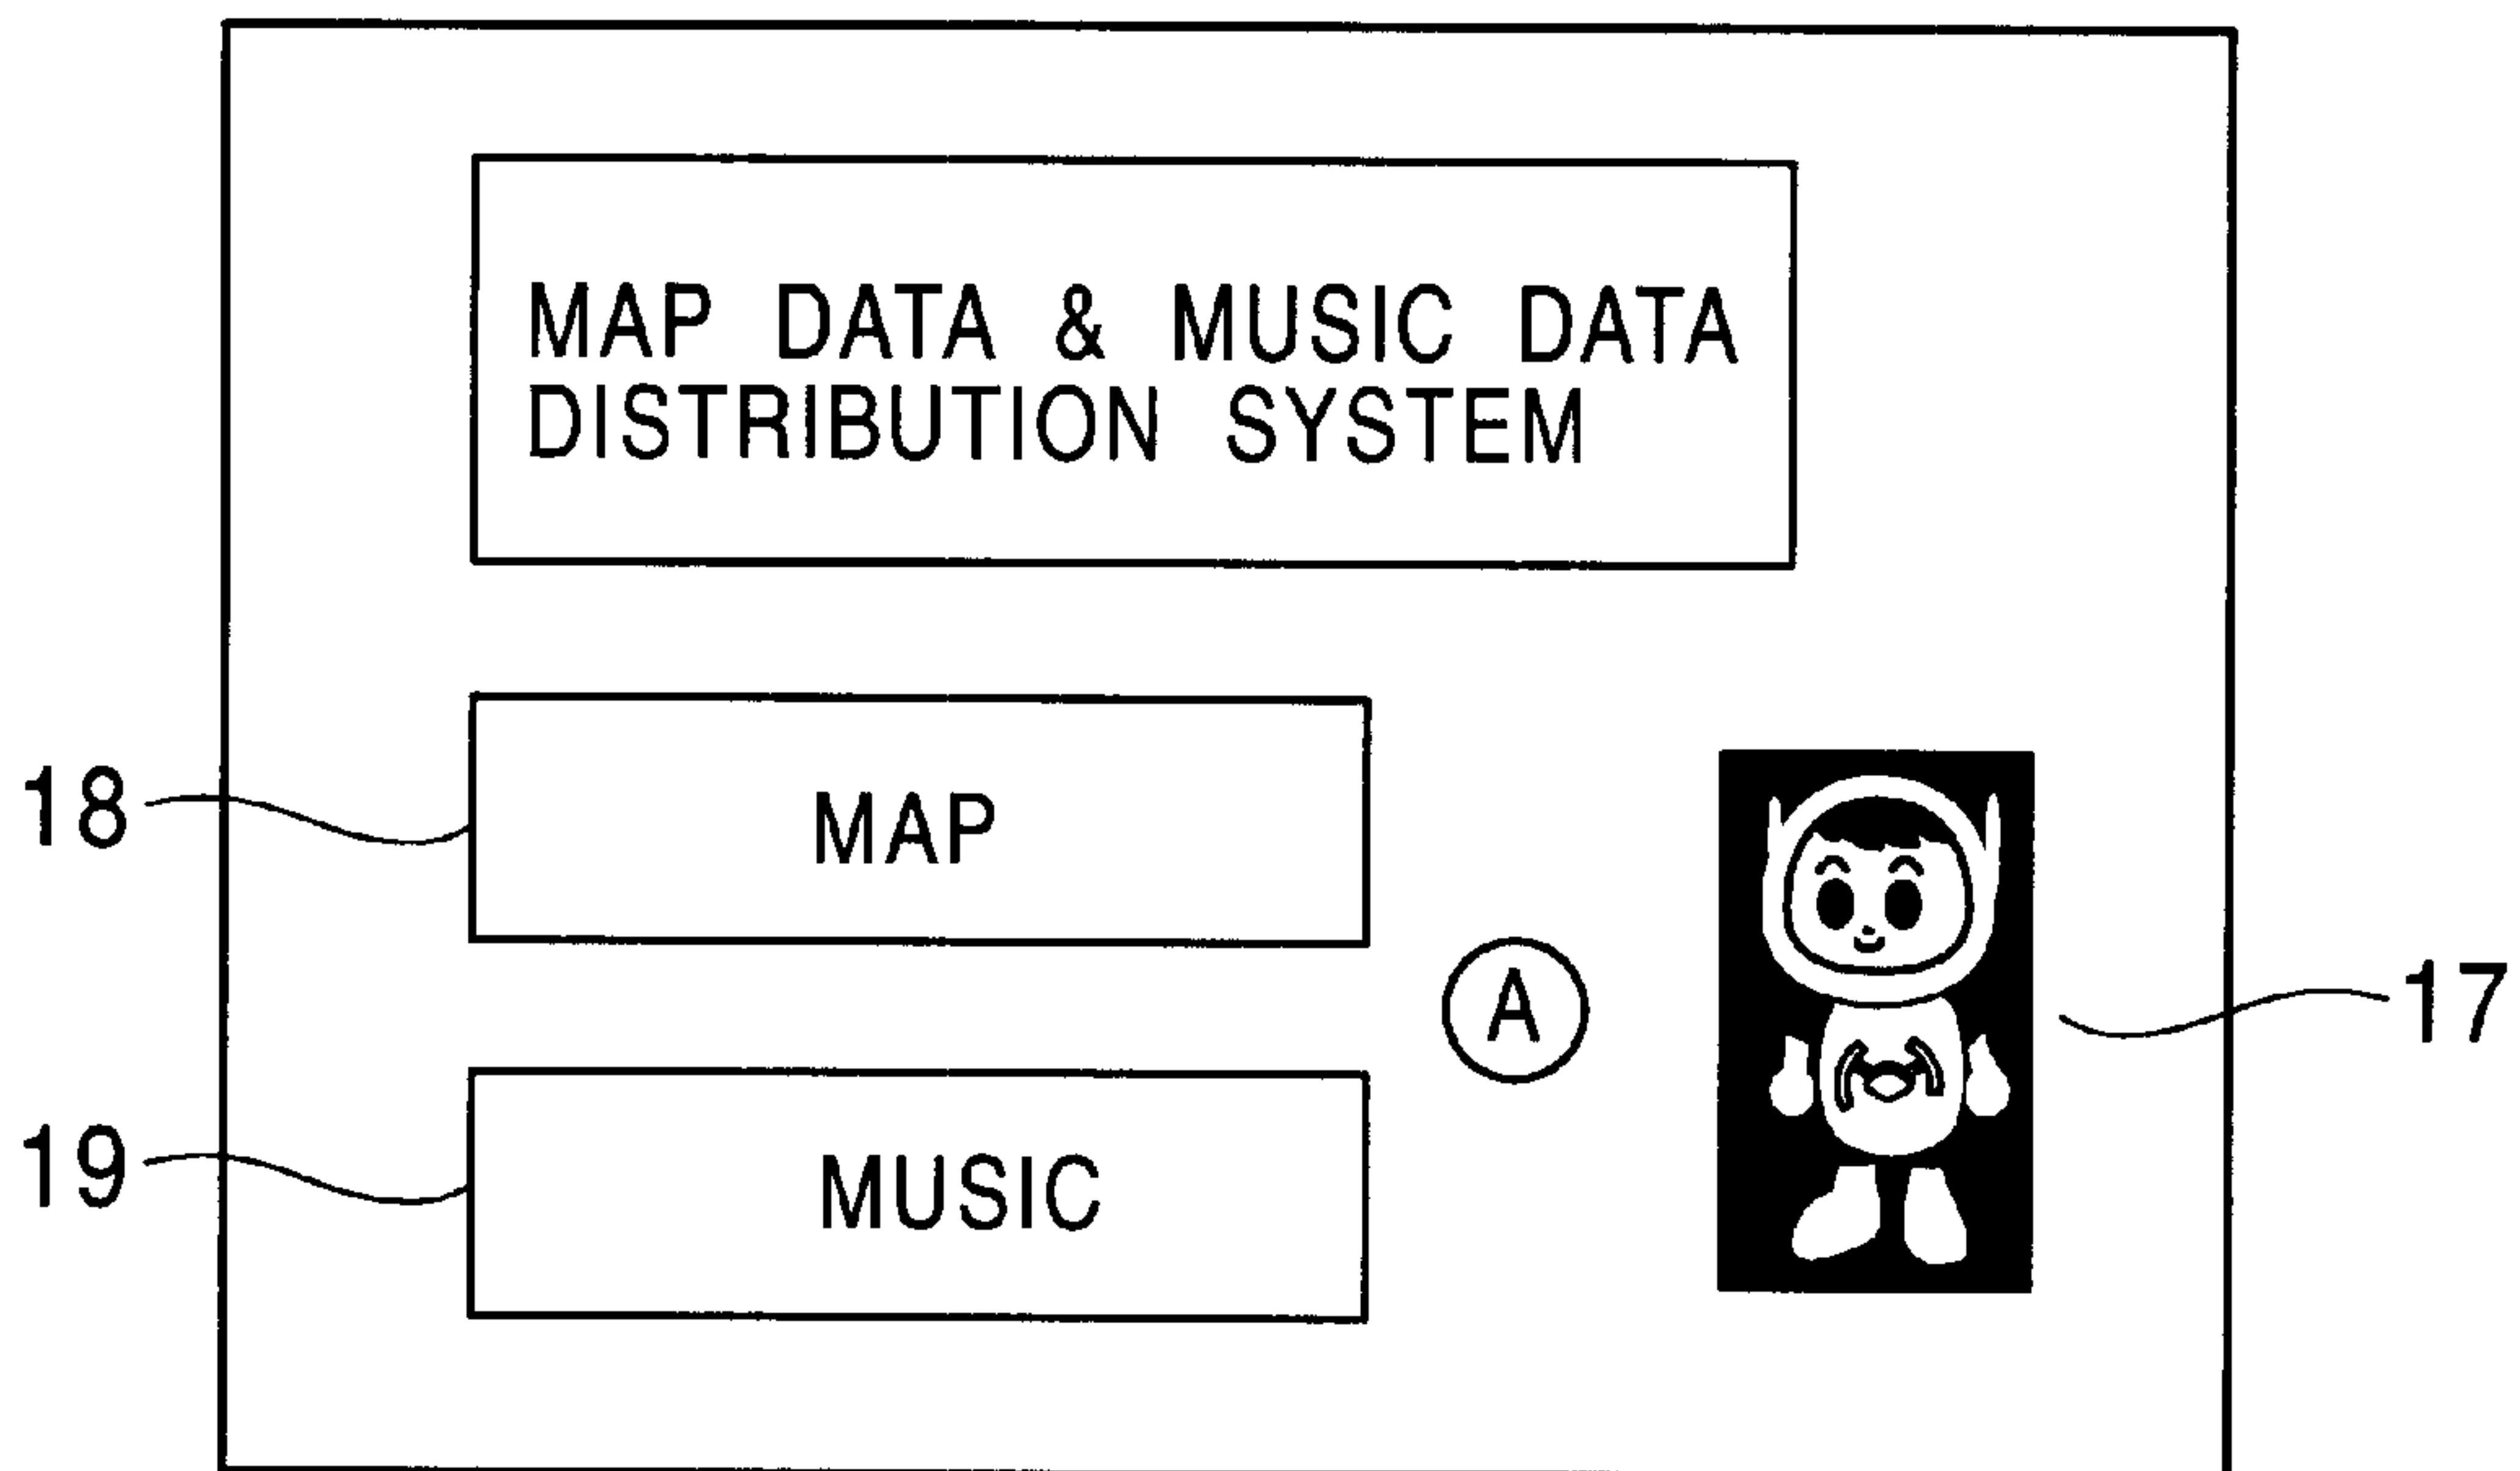 MAP DATA & MUSIC DATA
DISTRIBUTION SYSTEM
18
MAP
A
17
19
MUSIC